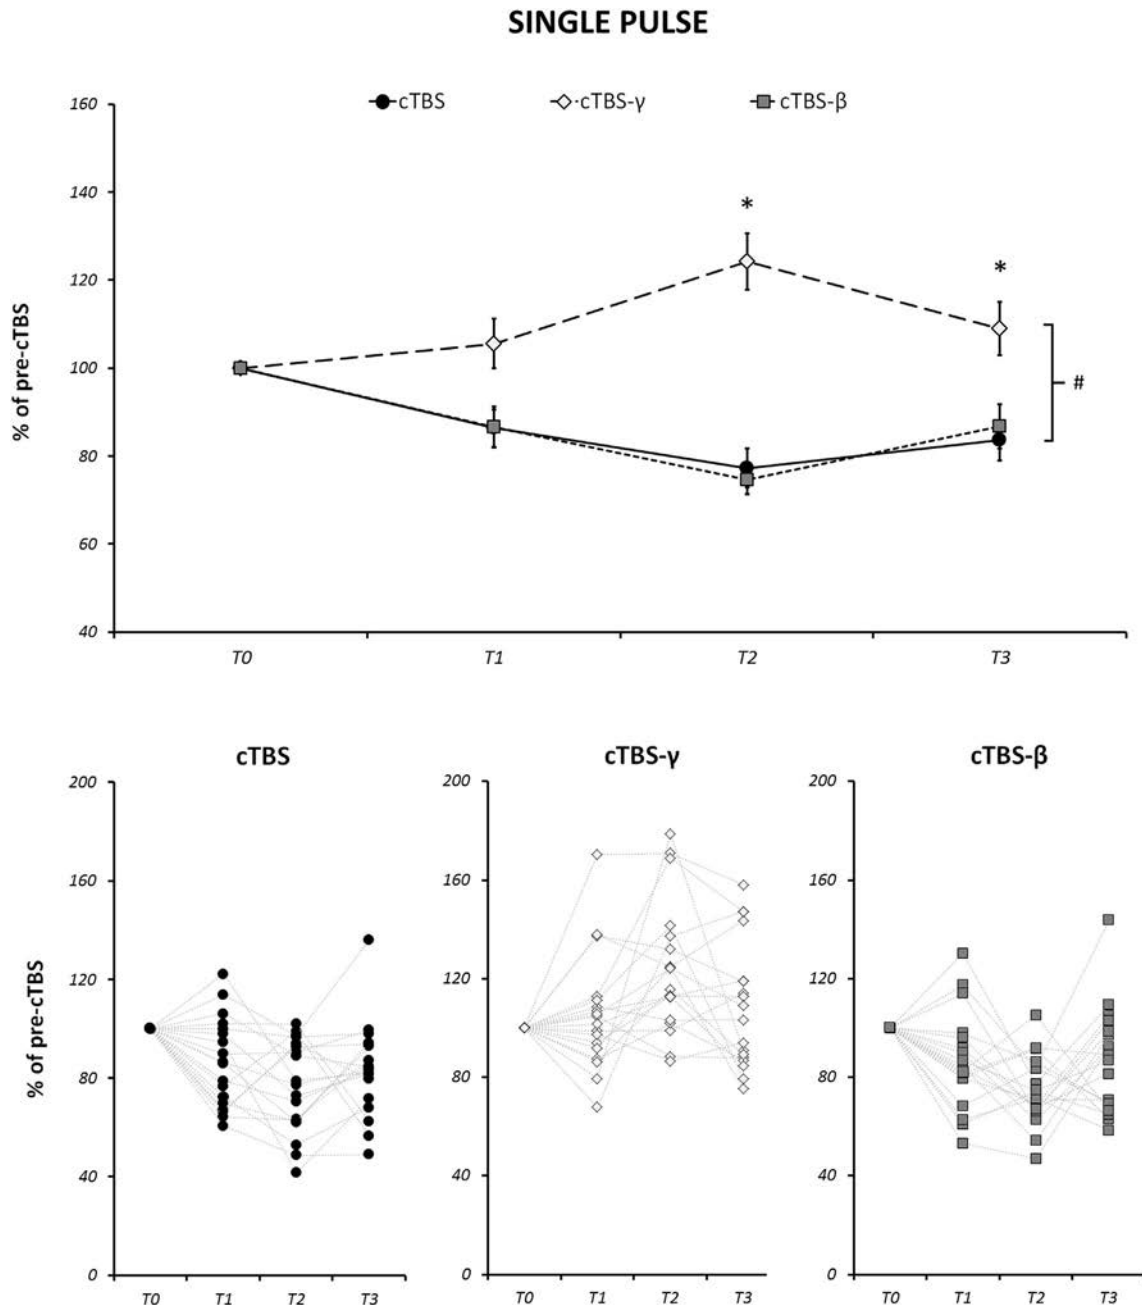 SINGLE PULSE
cTBS cTBS-γ cTBS-β
160
140
120
100
80
60
40
% of pre-cTBS
*
*
#
T0 T1 T2 T3
cTBS cTBS-γ cTBS-β
200 200 200
160 160 160
120 120 120
80 80 80
40 40 40
0 0 0
% of pre-cTBS
T0 T1 T2 T3 T0 T1 T2 T3 T0 T1 T2 T3